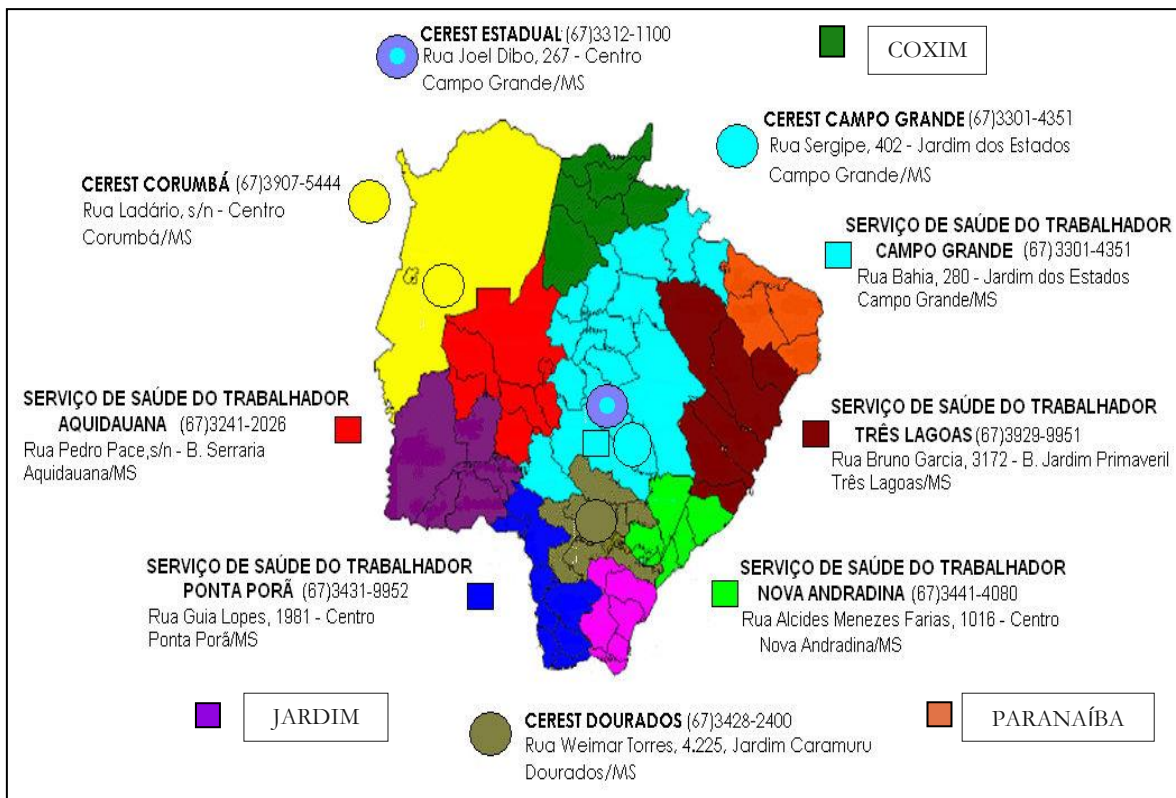 CEREST ESTADUAL (67)3312-1100
Rua Joel Dibo, 267 - Centro
Campo Grande/MS
COXIM
CEREST CAMPO GRANDE (67)3301-4351
Rua Sergipe, 402 - Jardim dos Estados
Campo Grande/MS
CEREST CORUMBÁ (67)3907-5444
Rua Ladário, s/n - Centro
Corumbá/MS
SERVIÇO DE SAÚDE DO TRABALHADOR
CAMPO GRANDE (67)3301-4351
Rua Bahia, 280 - Jardim dos Estados
Campo Grande/MS
SERVIÇO DE SAÚDE DO TRABALHADOR
AQUIDAUANA (67)3241-2026
Rua Pedro Pace,s/n - B. Serraria
Aquidauana/MS
SERVIÇO DE SAÚDE DO TRABALHADOR
TRÊS LAGOAS (67)3929-9951
Rua Bruno Garcia, 3172 - B. Jardim Primaveril
Três Lagoas/MS
SERVIÇO DE SAÚDE DO TRABALHADOR
PONTA PORÃ (67)3431-9952
Rua Guia Lopes, 1981 - Centro
Ponta Porã/MS
SERVIÇO DE SAÚDE DO TRABALHADOR
NOVA ANDRADINA (67)3441-4080
Rua Alcides Menezes Farias, 1016 - Centro
Nova Andradina/MS
JARDIM
CEREST DOURADOS (67)3428-2400
Rua Weimar Torres, 4.225, Jardim Caramuru
Dourados/MS
PARANAÍBA